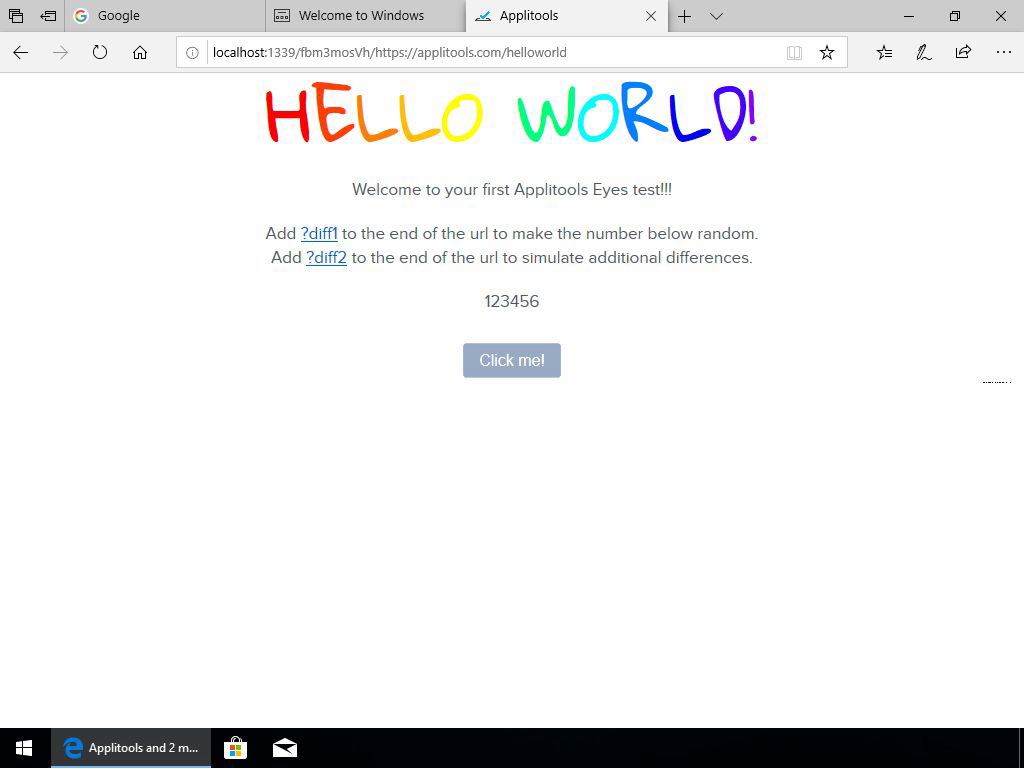 Google
Welcome to Windows
Applitools
localhost:1339/fbm3mosVh/https://applitools.com/helloworld
HELLO WORLD!
Welcome to your first Applitools Eyes test!!!
Add ?diff1 to the end of the url to make the number below random.
Add ?diff2 to the end of the url to simulate additional differences.
123456
Click me!
Applitools and 2 m...